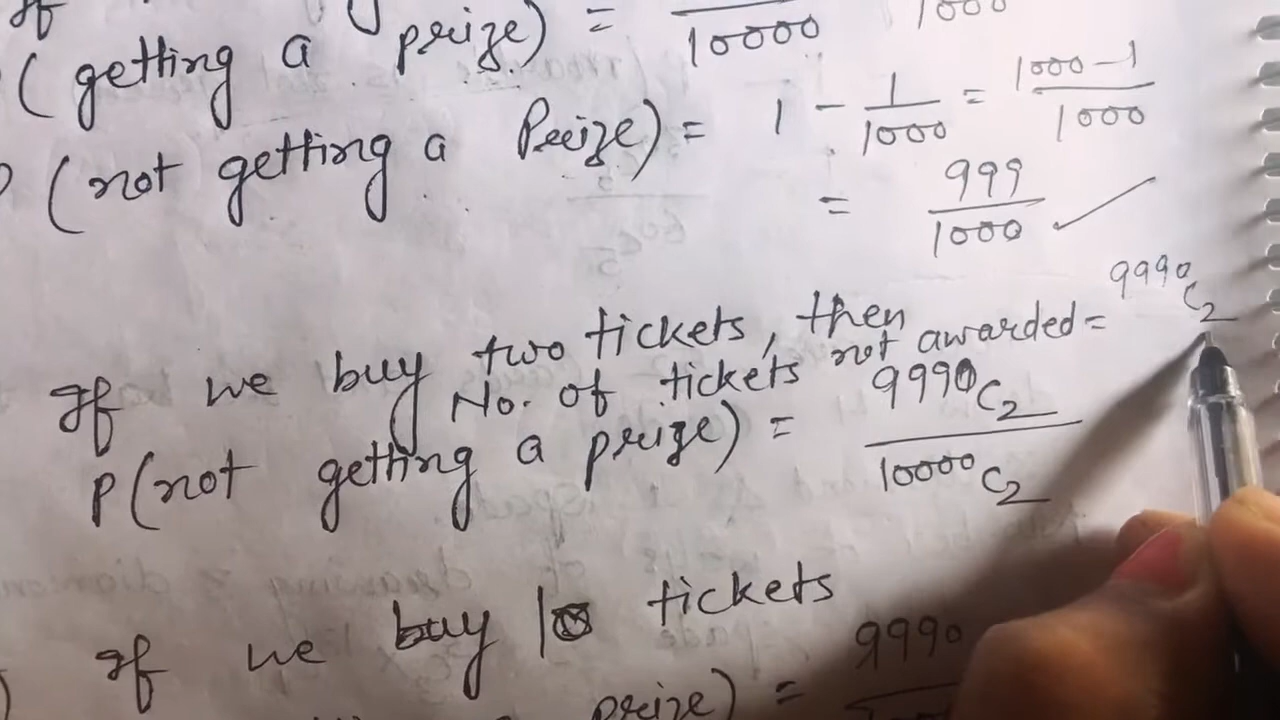 (getting a prize) = /10000 1000
(not getting a Prize) = 1 - 1/1000 = 1000-1/1000
= 999/1000 ✓
If we buy two tickets, then
No. of tickets not awarded = 9990C2
P(not getting a prize) = 9990C2/10000C2
If we buy 10 tickets
prize) = 9990